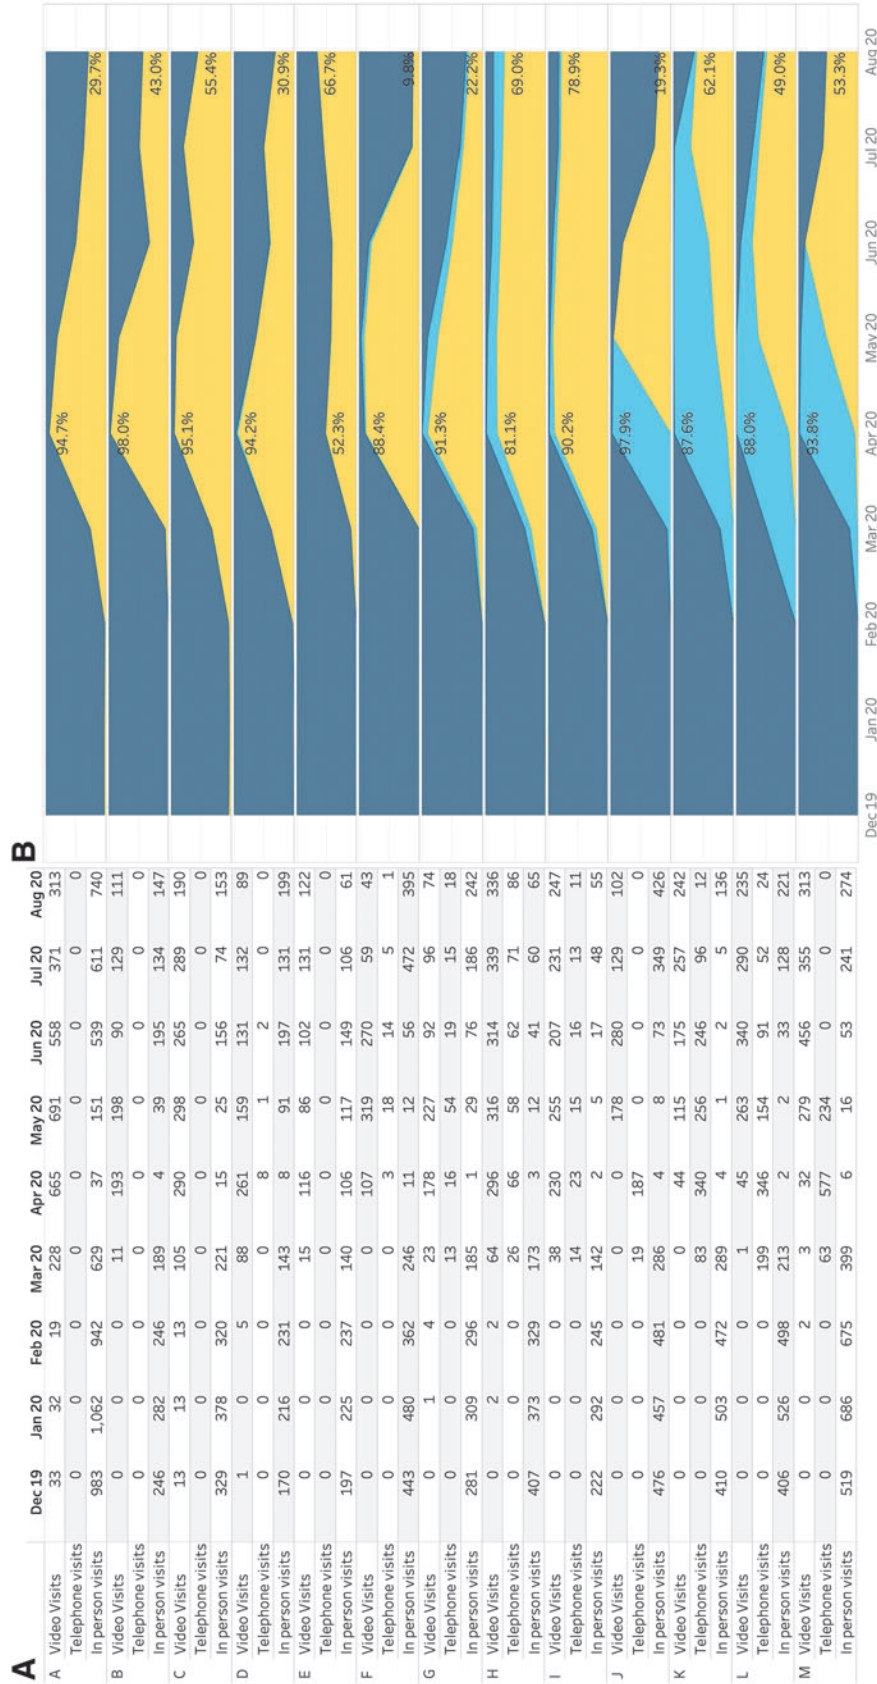 A
Dec 19 Jan 20 Feb 20 Mar 20 Apr 20 May 20 Jun 20 Jul 20 Aug 20
A Video Visits 33 32 19 228 665 691 558 371 313
Telephone visits 0 0 0 0 0 0 0 0 0
In person visits 983 1,062 942 629 37 151 539 611 740
B Video Visits 0 0 0 11 193 198 90 129 111
Telephone visits 0 0 0 0 0 0 0 0 0
In person visits 246 282 246 189 4 39 195 134 147
C Video Visits 13 13 13 105 290 298 265 289 190
Telephone visits 0 0 0 0 0 0 0 0 0
In person visits 329 378 320 221 15 25 156 74 153
D Video Visits 1 0 5 88 261 159 131 132 89
Telephone visits 0 0 0 0 8 1 2 0 0
In person visits 170 216 231 143 8 91 197 131 199
E Video Visits 0 0 0 15 116 86 102 131 122
Telephone visits 0 0 0 0 0 0 0 0 0
In person visits 197 225 237 140 106 117 149 106 61
F Video Visits 0 0 0 0 107 319 270 59 43
Telephone visits 0 0 0 0 3 18 14 5 1
In person visits 443 480 362 246 11 12 56 472 395
G Video Visits 0 1 4 23 178 227 92 96 74
Telephone visits 0 0 0 13 16 54 19 15 18
In person visits 281 309 296 185 1 29 76 186 242
H Video Visits 0 2 2 64 296 316 314 339 336
Telephone visits 0 0 0 26 66 58 62 71 86
In person visits 407 373 329 173 3 12 41 60 65
I Video Visits 0 0 0 38 230 255 207 231 247
Telephone visits 0 0 0 14 23 15 16 13 11
In person visits 222 292 245 142 2 5 17 48 55
J Video Visits 0 0 0 0 0 178 280 129 102
Telephone visits 0 0 0 19 187 0 0 0 0
In person visits 476 457 481 286 4 8 73 349 426
K Video Visits 0 0 0 0 44 115 175 257 242
Telephone visits 0 0 0 83 340 256 246 96 12
In person visits 410 503 472 289 4 1 2 5 136
L Video Visits 0 0 0 1 45 263 340 290 235
Telephone visits 0 0 0 199 346 154 91 52 24
In person visits 406 526 498 213 2 2 33 128 221
M Video Visits 0 0 2 3 32 279 456 355 313
Telephone visits 0 0 0 63 577 234 0 0 0
In person visits 519 686 675 399 6 16 53 241 274
B
94.7% 29.7%
98.0% 43.0%
95.1% 55.4%
94.2% 30.9%
52.3% 66.7%
88.4% 9.8%
91.3% 22.2%
81.1% 69.0%
90.2% 78.9%
97.9% 19.3%
87.6% 62.1%
88.0% 49.0%
93.8% 53.3%
Dec 19 Jan 20 Feb 20 Mar 20 Apr 20 May 20 Jun 20 Jul 20 Aug 20